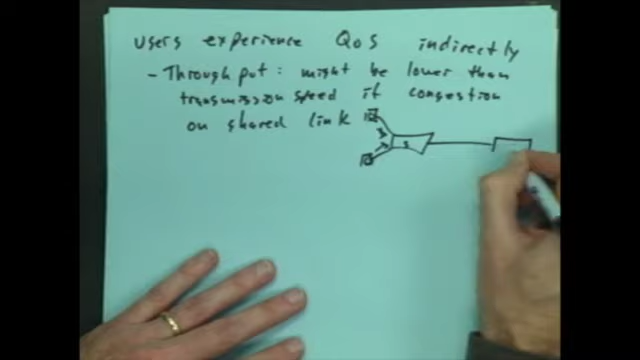 Users experience QoS indirectly
- Throughput: might be lower than
transmission speed if congestion
on shared link